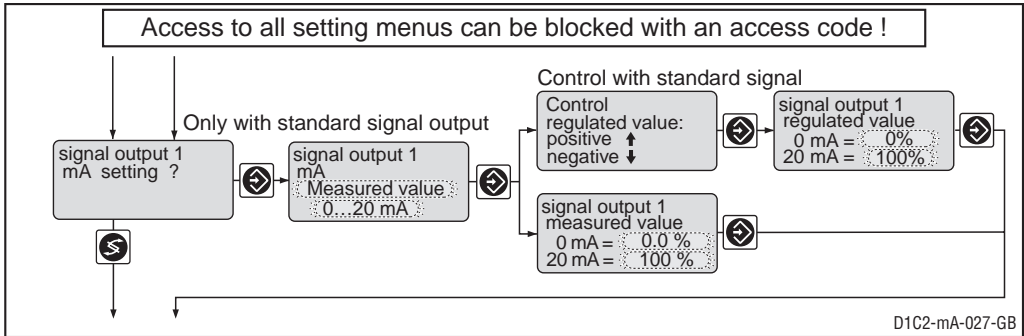 Access to all setting menus can be blocked with an access code !
Control with standard signal
Only with standard signal output
signal output 1
mA setting ?
signal output 1
mA
Measured value
0...20 mA
Control
regulated value:
positive ⬆
negative ⬇
signal output 1
regulated value
0 mA = 0%
20 mA = 100%
signal output 1
measured value
0 mA = 0.0 %
20 mA = 100 %
D1C2-mA-027-GB